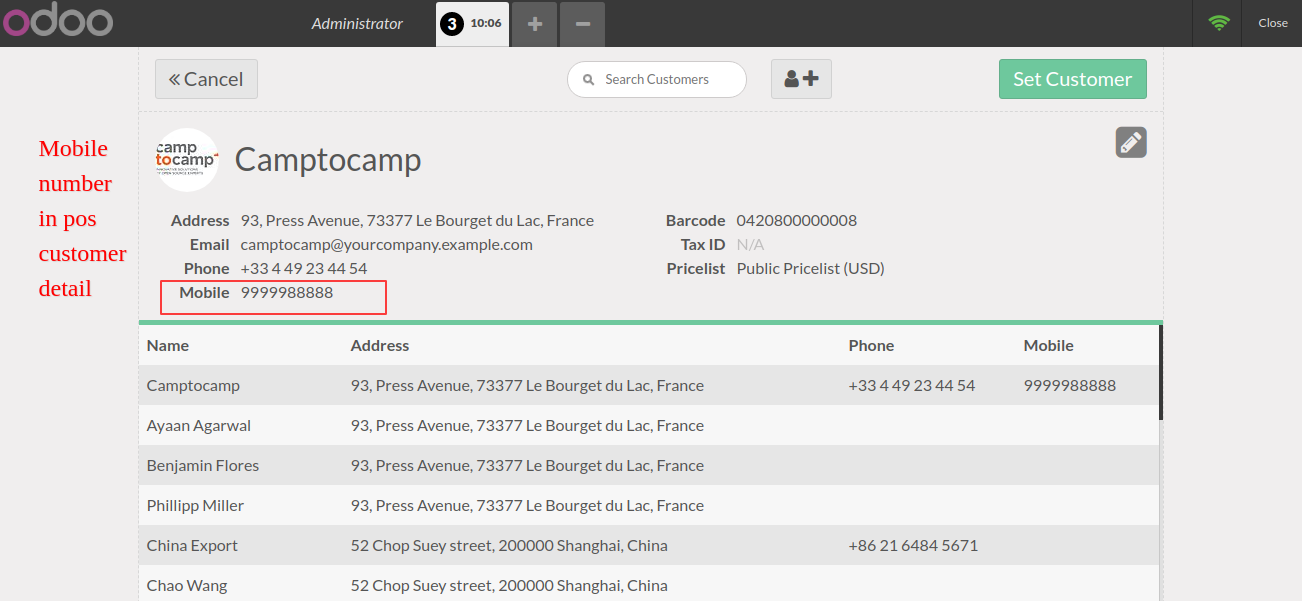 odoo
Administrator
3 10:06
Close
Cancel
Search Customers
Set Customer
Mobile
number
in pos
customer
detail
camp
tocamp
INNOVATIVE SOLUTIONS
BY OPEN SOURCE EXPERTS
Camptocamp
Address 93, Press Avenue, 73377 Le Bourget du Lac, France
Email camptocamp@yourcompany.example.com
Phone +33 4 49 23 44 54
Mobile 9999988888
Barcode 0420800000008
Tax ID N/A
Pricelist Public Pricelist (USD)
Name Address Phone Mobile
Camptocamp 93, Press Avenue, 73377 Le Bourget du Lac, France +33 4 49 23 44 54 9999988888
Ayaan Agarwal 93, Press Avenue, 73377 Le Bourget du Lac, France
Benjamin Flores 93, Press Avenue, 73377 Le Bourget du Lac, France
Phillipp Miller 93, Press Avenue, 73377 Le Bourget du Lac, France
China Export 52 Chop Suey street, 200000 Shanghai, China +86 21 6484 5671
Chao Wang 52 Chop Suey street, 200000 Shanghai, China